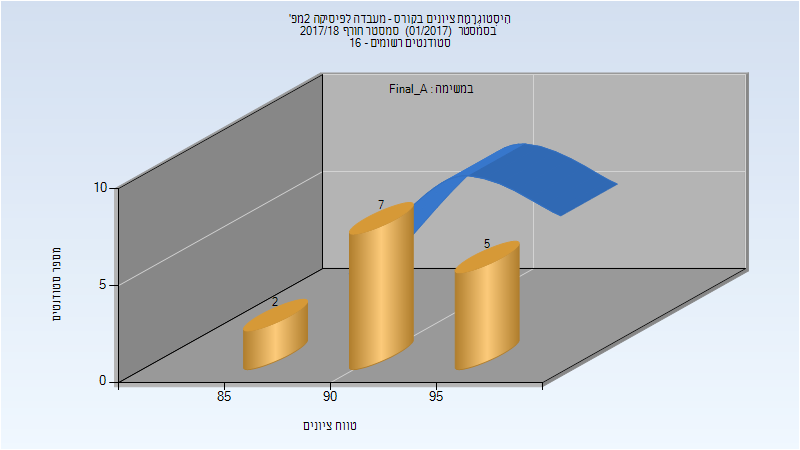 היסטוגרמת ציונים בקורס - מעבדה לפיסיקה 2מפ'
בסמסטר (01/2017) סמסטר חורף 2017/18
סטודנטים רשומים - 16
במשימה : Final_A
10
5
0
מספר סטודנטים
2
7
5
85
90
95
טווח ציונים